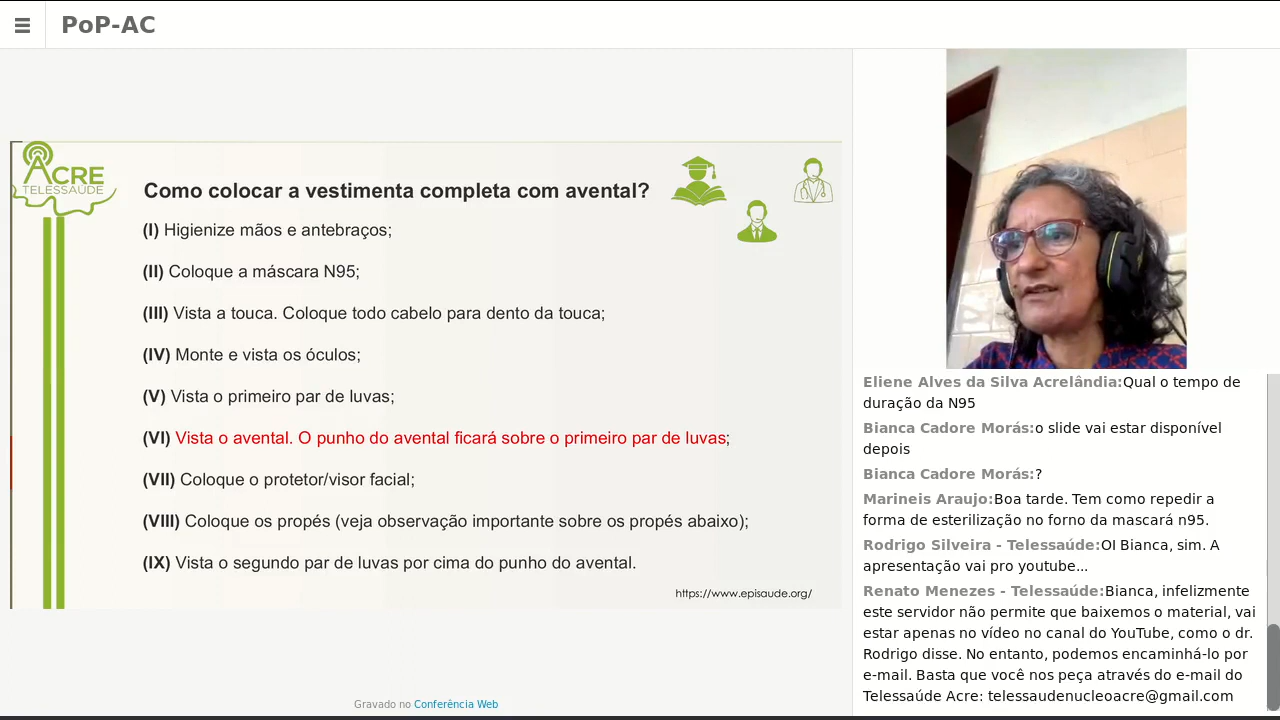 PoP-AC
ACRE
TELESSAÚDE
Como colocar a vestimenta completa com avental?
(I) Higienize mãos e antebraços;
(II) Coloque a máscara N95;
(III) Vista a touca. Coloque todo cabelo para dento da touca;
(IV) Monte e vista os óculos;
(V) Vista o primeiro par de luvas;
(VI) Vista o avental. O punho do avental ficará sobre o primeiro par de luvas;
(VII) Coloque o protetor/visor facial;
(VIII) Coloque os propés (veja observação importante sobre os propés abaixo);
(IX) Vista o segundo par de luvas por cima do punho do avental.
https://www.episaude.org/
Gravado no Conferência Web
Eliene Alves da Silva Acrelândia:Qual o tempo de
duração da N95
Bianca Cadore Morás:o slide vai estar disponível
depois
Bianca Cadore Morás:?
Marineis Araujo:Boa tarde. Tem como repedir a
forma de esterilização no forno da mascará n95.
Rodrigo Silveira - Telessaúde:OI Bianca, sim. A
apresentação vai pro youtube...
Renato Menezes - Telessaúde:Bianca, infelizmente
este servidor não permite que baixemos o material, vai
estar apenas no vídeo no canal do YouTube, como o dr.
Rodrigo disse. No entanto, podemos encaminhá-lo por
e-mail. Basta que você nos peça através do e-mail do
Telessaúde Acre: telessaudenucleoacre@gmail.com